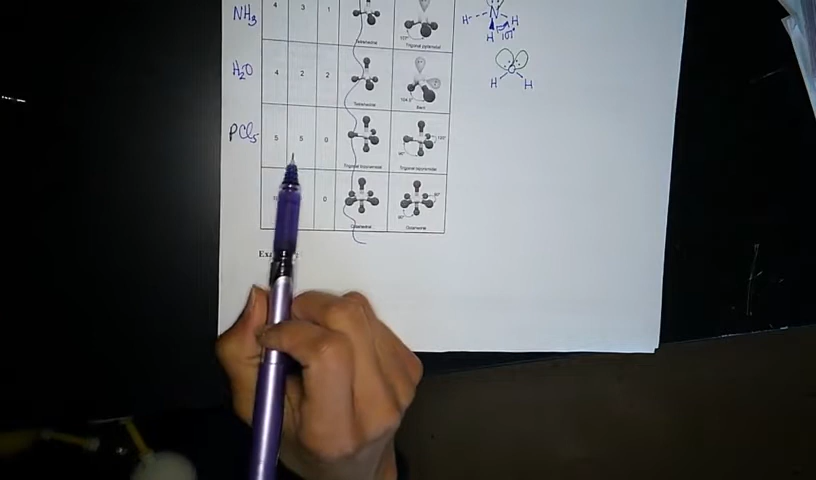 NH3 4 3 1 107° Tetrahedral Trigonal pyramidal
H-- N H
H 107°
H2O 4 2 2 104.5° Tetrahedral Bent
O
H H
PCl5 5 5 0 90° 120° Trigonal bipyramidal Trigonal bipyramidal
0 90° 90° Octahedral Octahedral